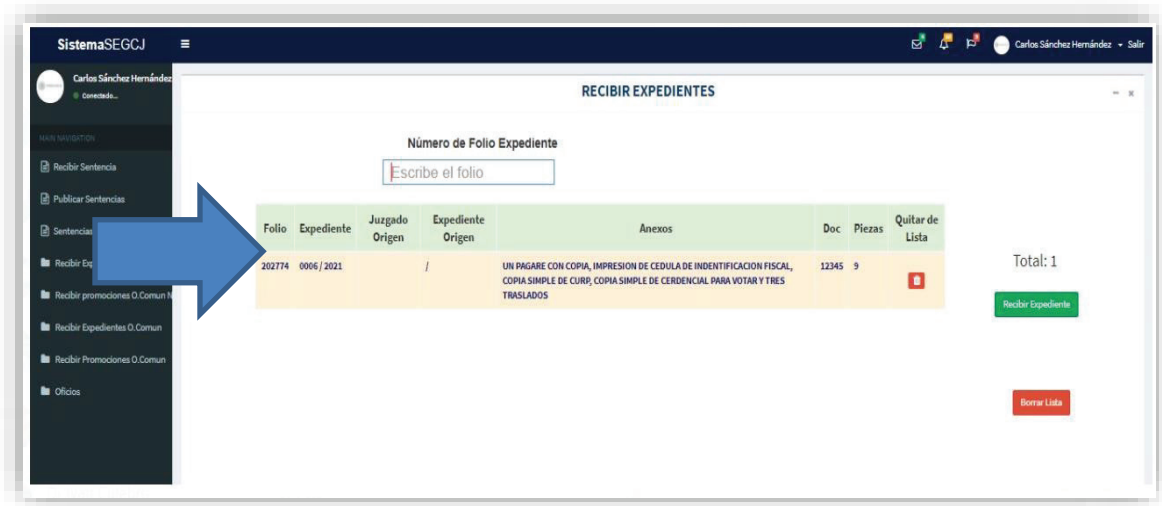 SistemaSEGCJ
Carlos Sánchez Hernández
Salir
Carlos Sánchez Hernández
Conectado...
RECIBIR EXPEDIENTES
MAIN NAVIGATION
Recibir Sentencia
Publicar Sentencias
Sentencias
Recibir
Recibir promociones O.Comun
Recibir Expedientes O.Comun
Recibir Promociones O.Comun
Oficios
Número de Folio Expediente
Escribe el folio
Folio Expediente Juzgado Origen Expediente Origen Anexos Doc Piezas Quitar de Lista
202774 0006 / 2021 / UN PAGARE CON COPIA, IMPRESION DE CEDULA DE INDENTIFICACION FISCAL, 12345 9
COPIA SIMPLE DE CURP, COPIA SIMPLE DE CERDENCIAL PARA VOTAR Y TRES
TRASLADOS
Total: 1
Recibir Expediente
Borrar Lista